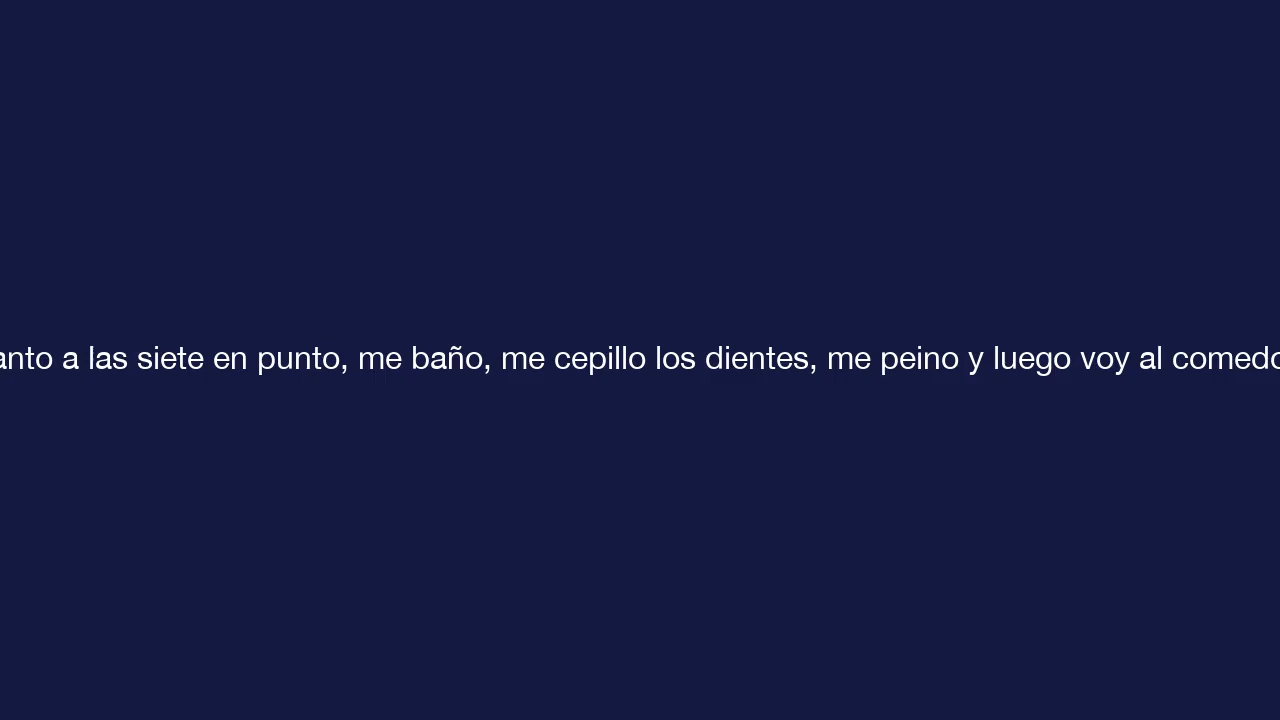 anto a las siete en punto, me baño, me cepillo los dientes, me peino y luego voy al comedo